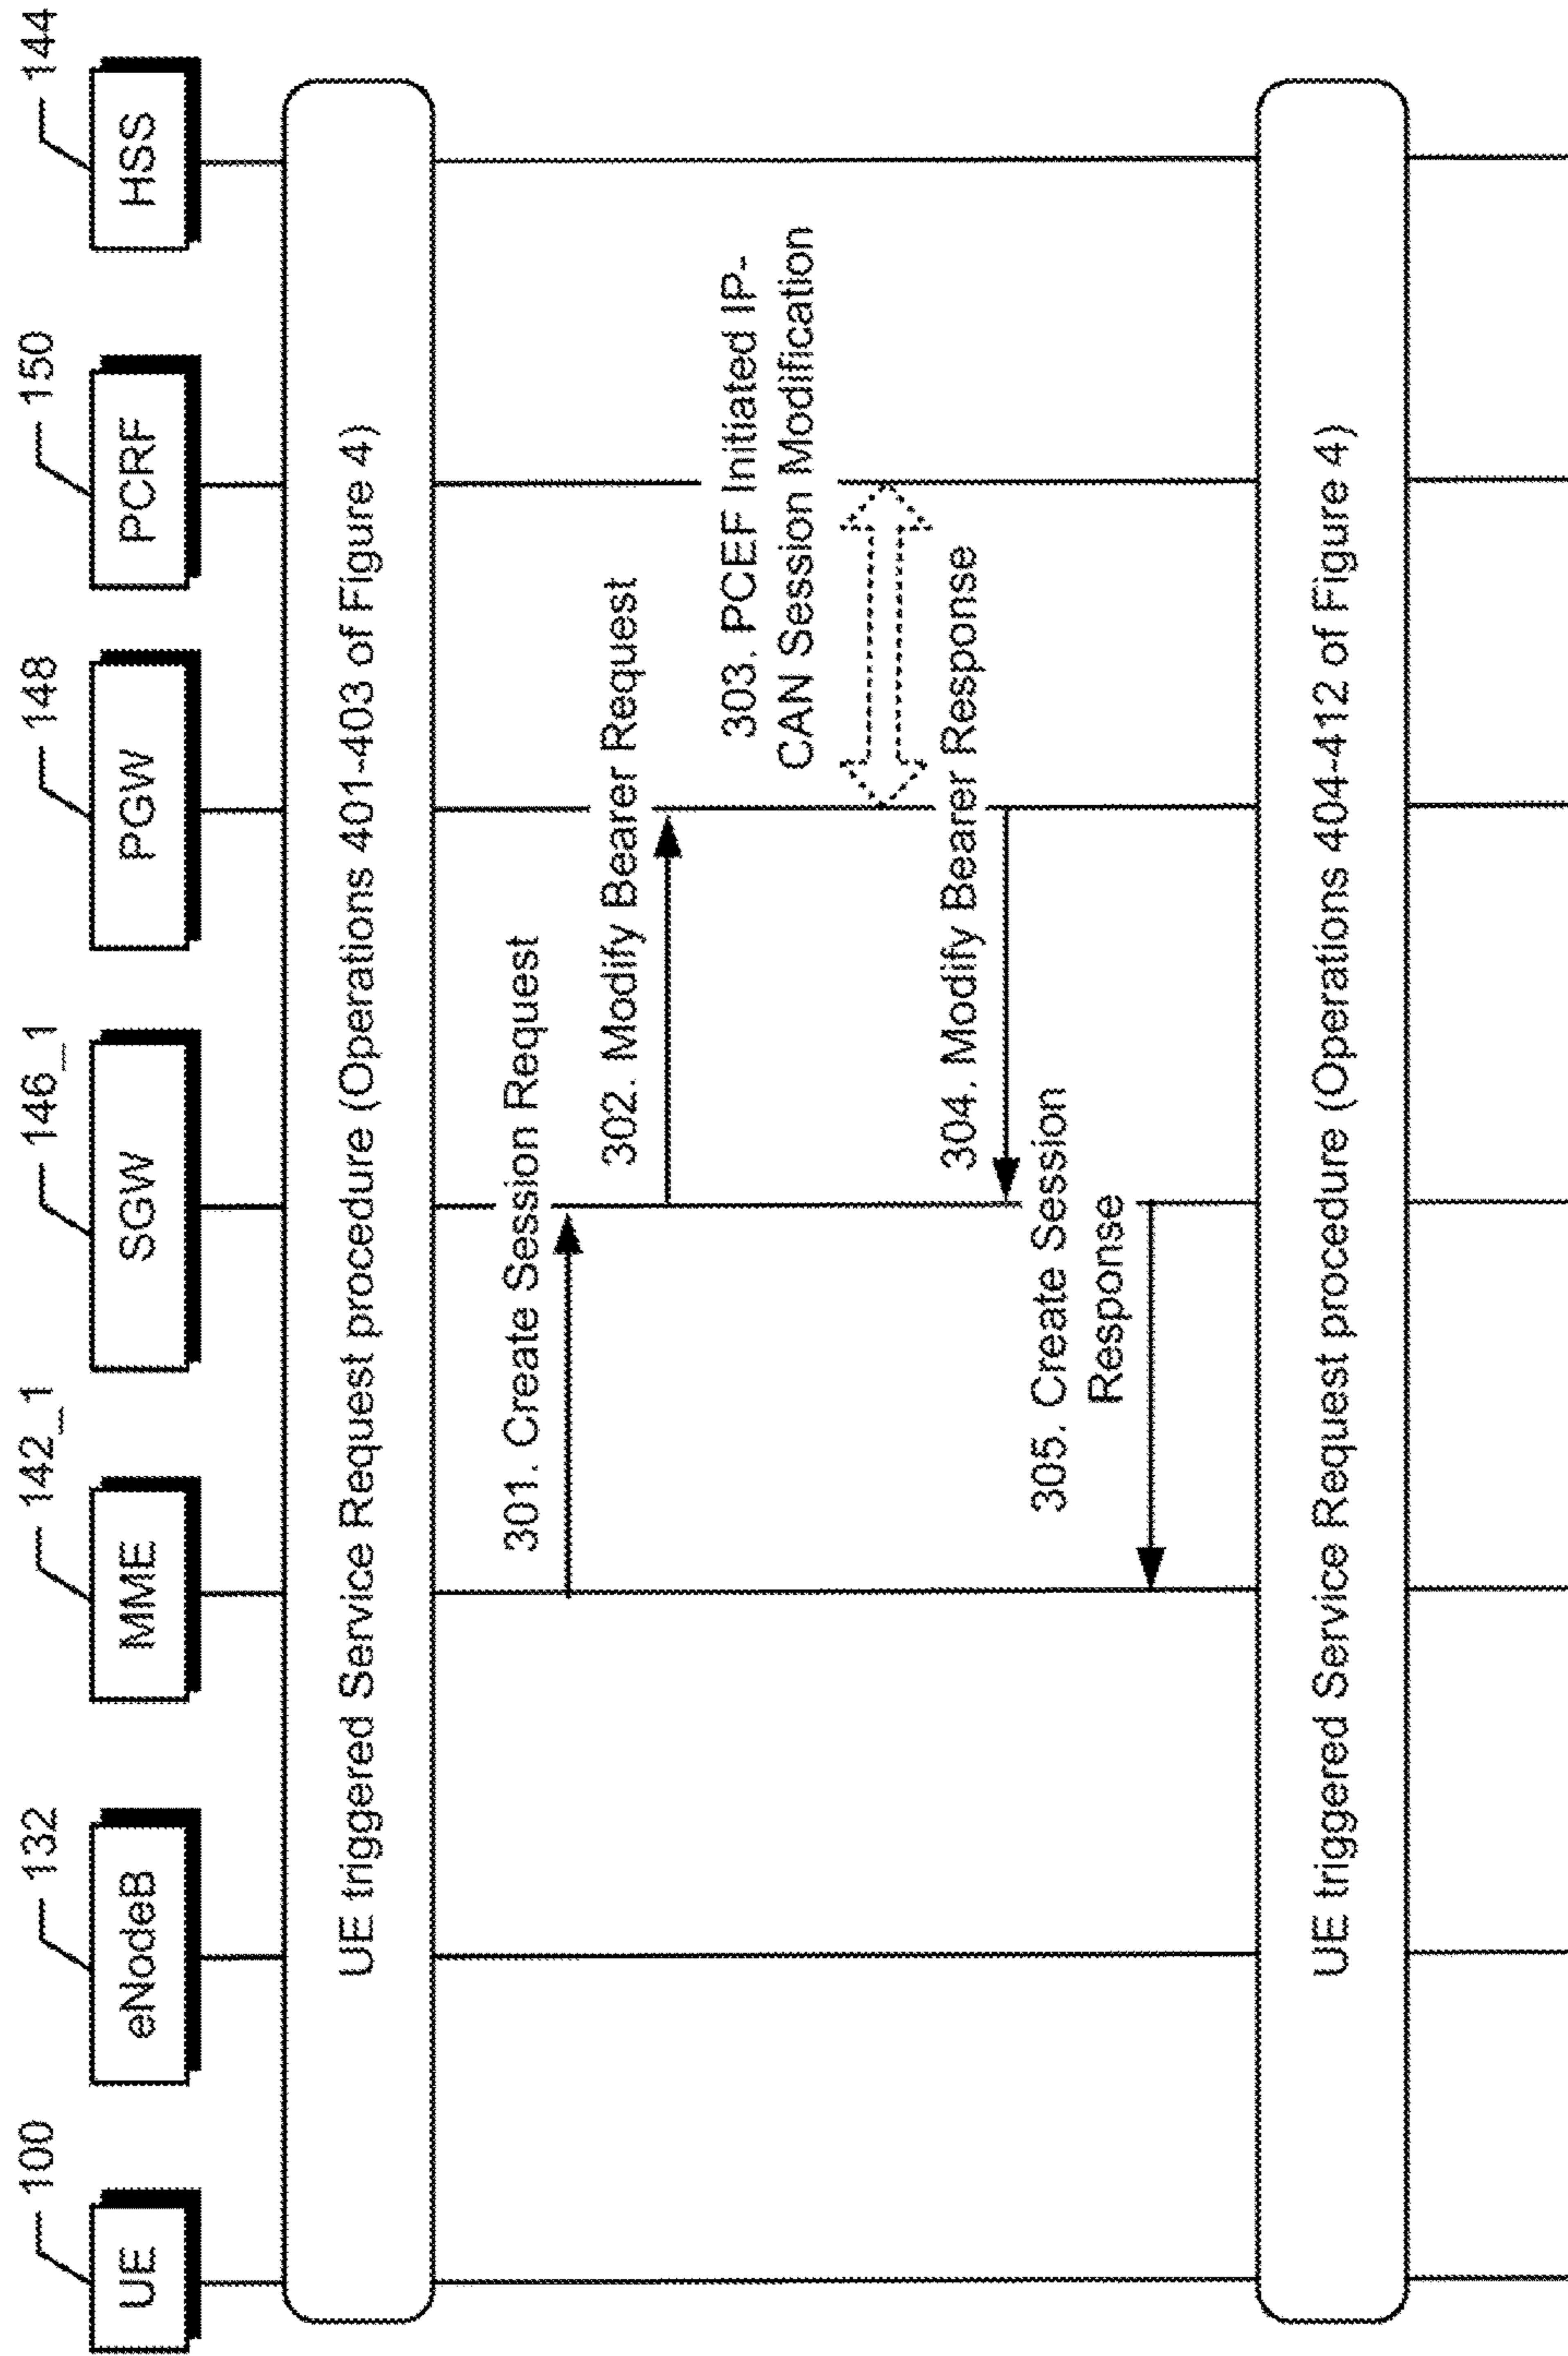 100
132
142_1
146_1
148
150
144
UE
eNodeB
MME
SGW
PGW
PCRF
HSS
UE triggered Service Request procedure (Operations 401-403 of Figure 4)
301. Create Session Request
302. Modify Bearer Request
303. PCEF Initiated IP-
CAN Session Modification
304. Modify Bearer Response
305. Create Session
Response
UE triggered Service Request procedure (Operations 404-412 of Figure 4)